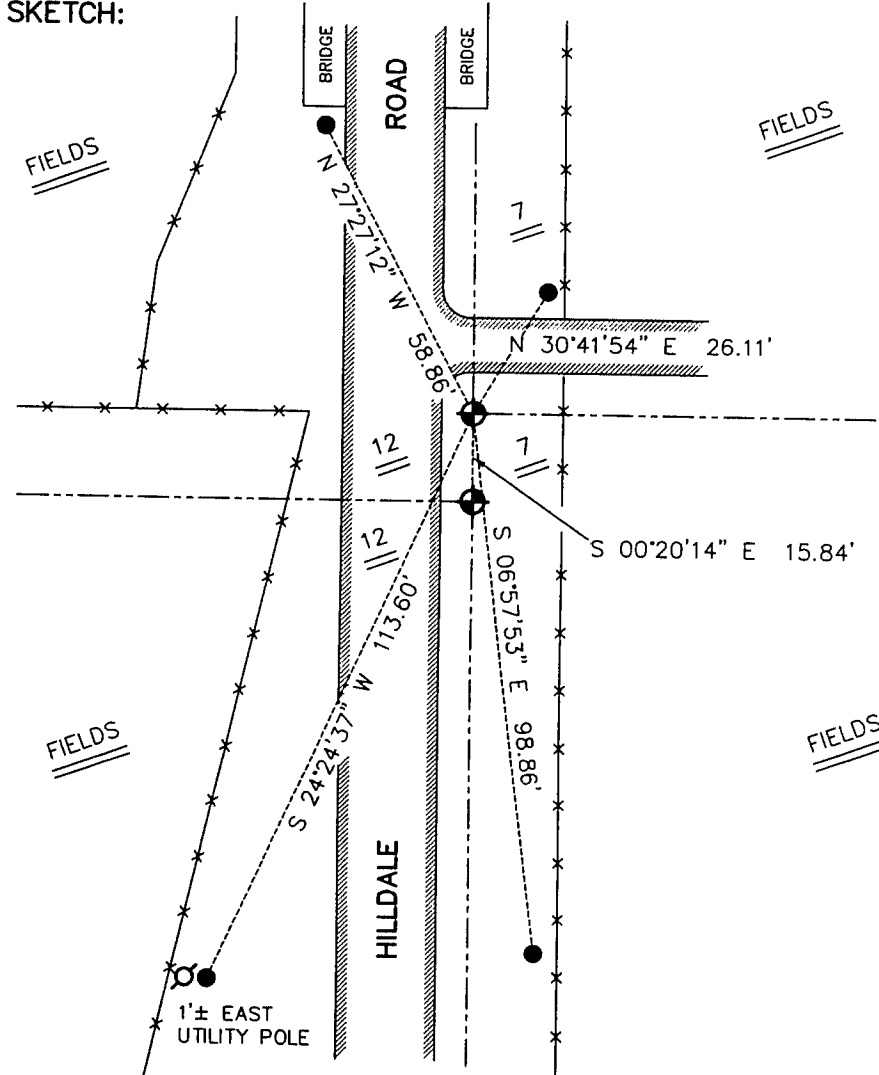 SKETCH:
BRIDGE
ROAD
BRIDGE
FIELDS
FIELDS
N 27°27'12" W 58.86'
7
N 30°41'54" E 26.11'
12
7
12
S 00°20'14" E 15.84'
S 06°57'53" E 98.86'
S 24°24'37" W 113.60'
FIELDS
FIELDS
HILLDALE
1'± EAST
UTILITY POLE